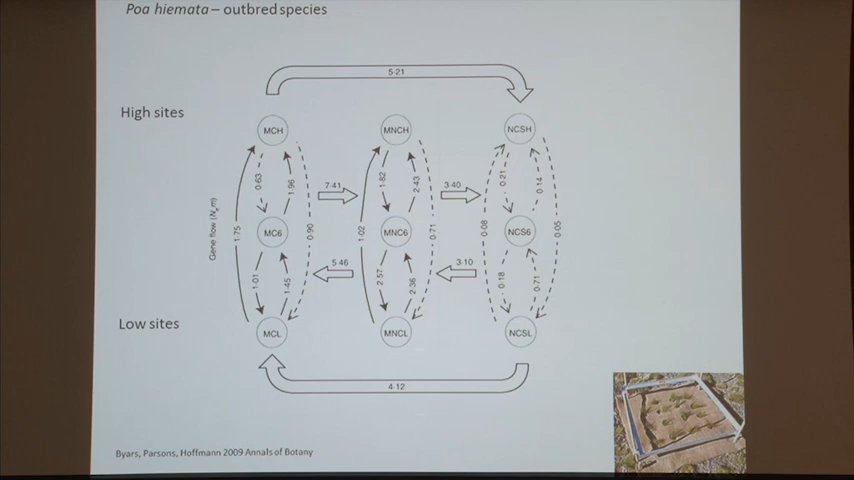 Poa hiemata – outbred species
5·21
High sites
MCH
MNCH
NCSH
0·63
1·96
7·41
1·82
2·43
3·40
0·21
0·14
Gene flow (Nₑm)
1·75
0·90
1·02
0·71
0·08
0·05
MC6
MNC6
NCS6
5·46
3·10
1·01
1·45
2·57
2·36
0·18
0·71
Low sites
MCL
MNCL
NCSL
4·12
Byars, Parsons, Hoffmann 2009 Annals of Botany